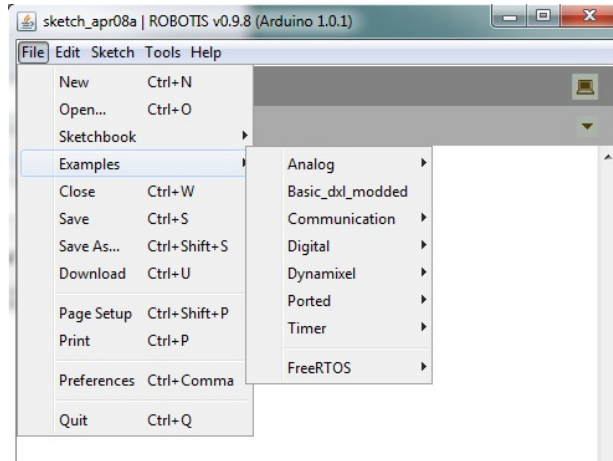 sketch_apr08a | ROBOTIS v0.9.8 (Arduino 1.0.1)
File Edit Sketch Tools Help
New Ctrl+N
Open... Ctrl+O
Sketchbook
Examples
Close Ctrl+W
Save Ctrl+S
Save As... Ctrl+Shift+S
Download Ctrl+U
Page Setup Ctrl+Shift+P
Print Ctrl+P
Preferences Ctrl+Comma
Quit Ctrl+Q
Analog
Basic_dxl_modded
Communication
Digital
Dynamixel
Ported
Timer
FreeRTOS